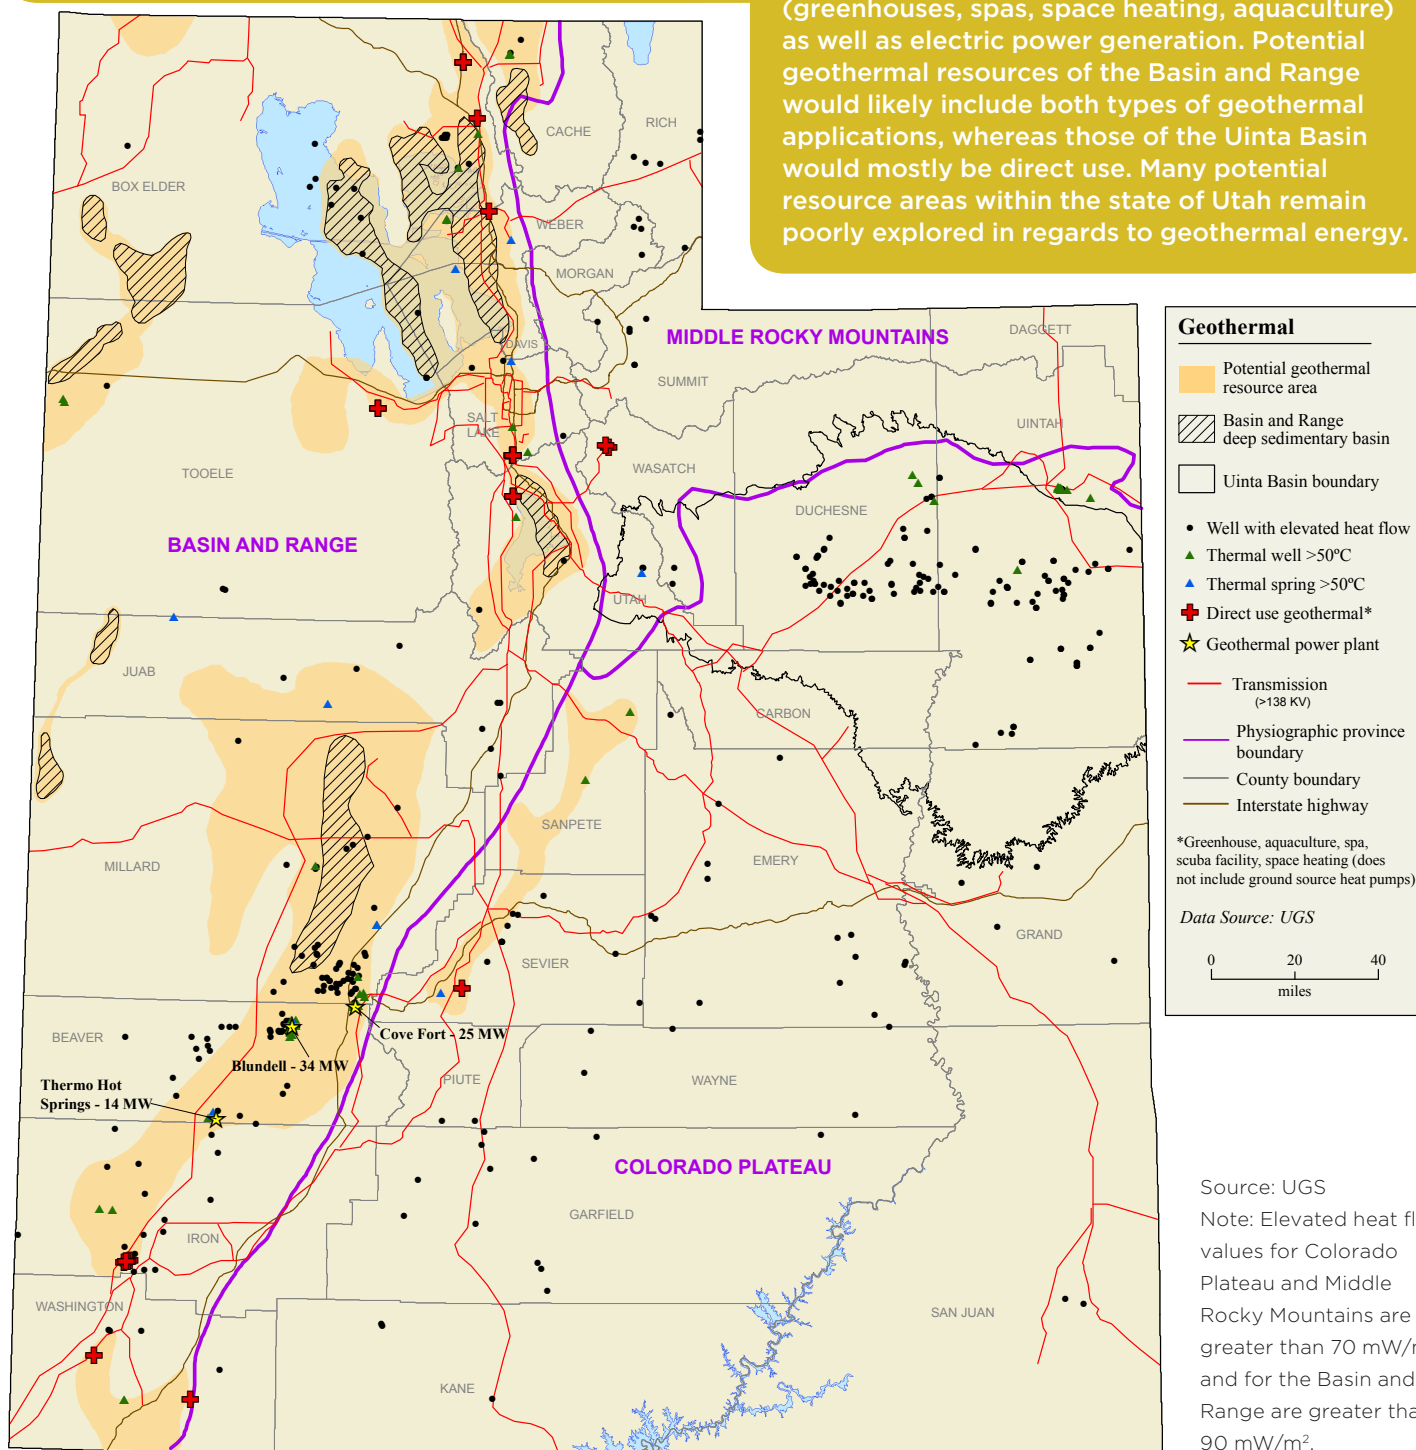 (greenhouses, spas, space heating, aquaculture)
as well as electric power generation. Potential
geothermal resources of the Basin and Range
would likely include both types of geothermal
applications, whereas those of the Uinta Basin
would mostly be direct use. Many potential
resource areas within the state of Utah remain
poorly explored in regards to geothermal energy.
CACHE
RICH
BOX ELDER
WEBER
MORGAN
MIDDLE ROCKY MOUNTAINS
DAGGETT
DAVIS
SUMMIT
SALT
LAKE
UINTAH
TOOELE
WASATCH
DUCHESNE
BASIN AND RANGE
UTAH
JUAB
CARBON
SANPETE
MILLARD
EMERY
GRAND
SEVIER
BEAVER
Cove Fort - 25 MW
Blundell - 34 MW
Thermo Hot
Springs - 14 MW
PIUTE
WAYNE
COLORADO PLATEAU
GARFIELD
IRON
WASHINGTON
SAN JUAN
KANE
Geothermal
Potential geothermal
resource area
Basin and Range
deep sedimentary basin
Uinta Basin boundary
Well with elevated heat flow
Thermal well >50ºC
Thermal spring >50ºC
Direct use geothermal*
Geothermal power plant
Transmission
(>138 KV)
Physiographic province
boundary
County boundary
Interstate highway
*Greenhouse, aquaculture, spa,
scuba facility, space heating (does
not include ground source heat pumps)
Data Source: UGS
0 20 40
miles
Source: UGS
Note: Elevated heat fl
values for Colorado
Plateau and Middle
Rocky Mountains are
greater than 70 mW/
and for the Basin and
Range are greater tha
90 mW/m².